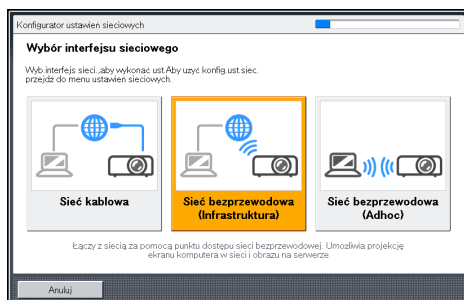 Konfigurator ustawień sieciowych
Wybór interfejsu sieciowego
Wyb interfejs sieci.,aby wykonać ust.Aby uzyć konfig.ust.siec.
przejdź do menu ustawień sieciowych.
Sieć kablowa
Sieć bezprzewodowa
(Infrastruktura)
Sieć bezprzewodowa
(Adhoc)
Łączy z siecią za pomocą punktu dostępu sieci bezprzewodowej. Umożliwia projekcję
ekranu komputera w sieci i obrazu na serwerze
Anuluj